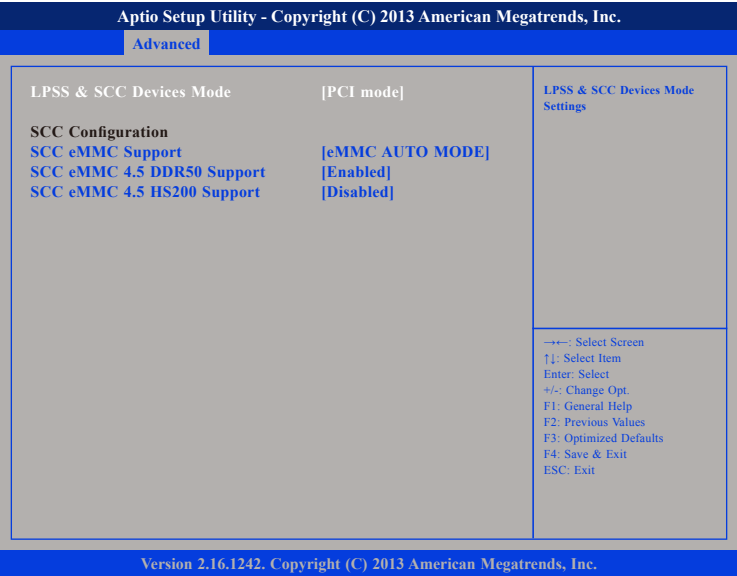 Aptio Setup Utility - Copyright (C) 2013 American Megatrends, Inc.
Advanced
LPSS & SCC Devices Mode [PCI mode]
SCC Configuration
SCC eMMC Support [eMMC AUTO MODE]
SCC eMMC 4.5 DDR50 Support [Enabled]
SCC eMMC 4.5 HS200 Support [Disabled]
LPSS & SCC Devices Mode
Settings
→←: Select Screen
↑↓: Select Item
Enter: Select
+/-: Change Opt.
F1: General Help
F2: Previous Values
F3: Optimized Defaults
F4: Save & Exit
ESC: Exit
Version 2.16.1242. Copyright (C) 2013 American Megatrends, Inc.